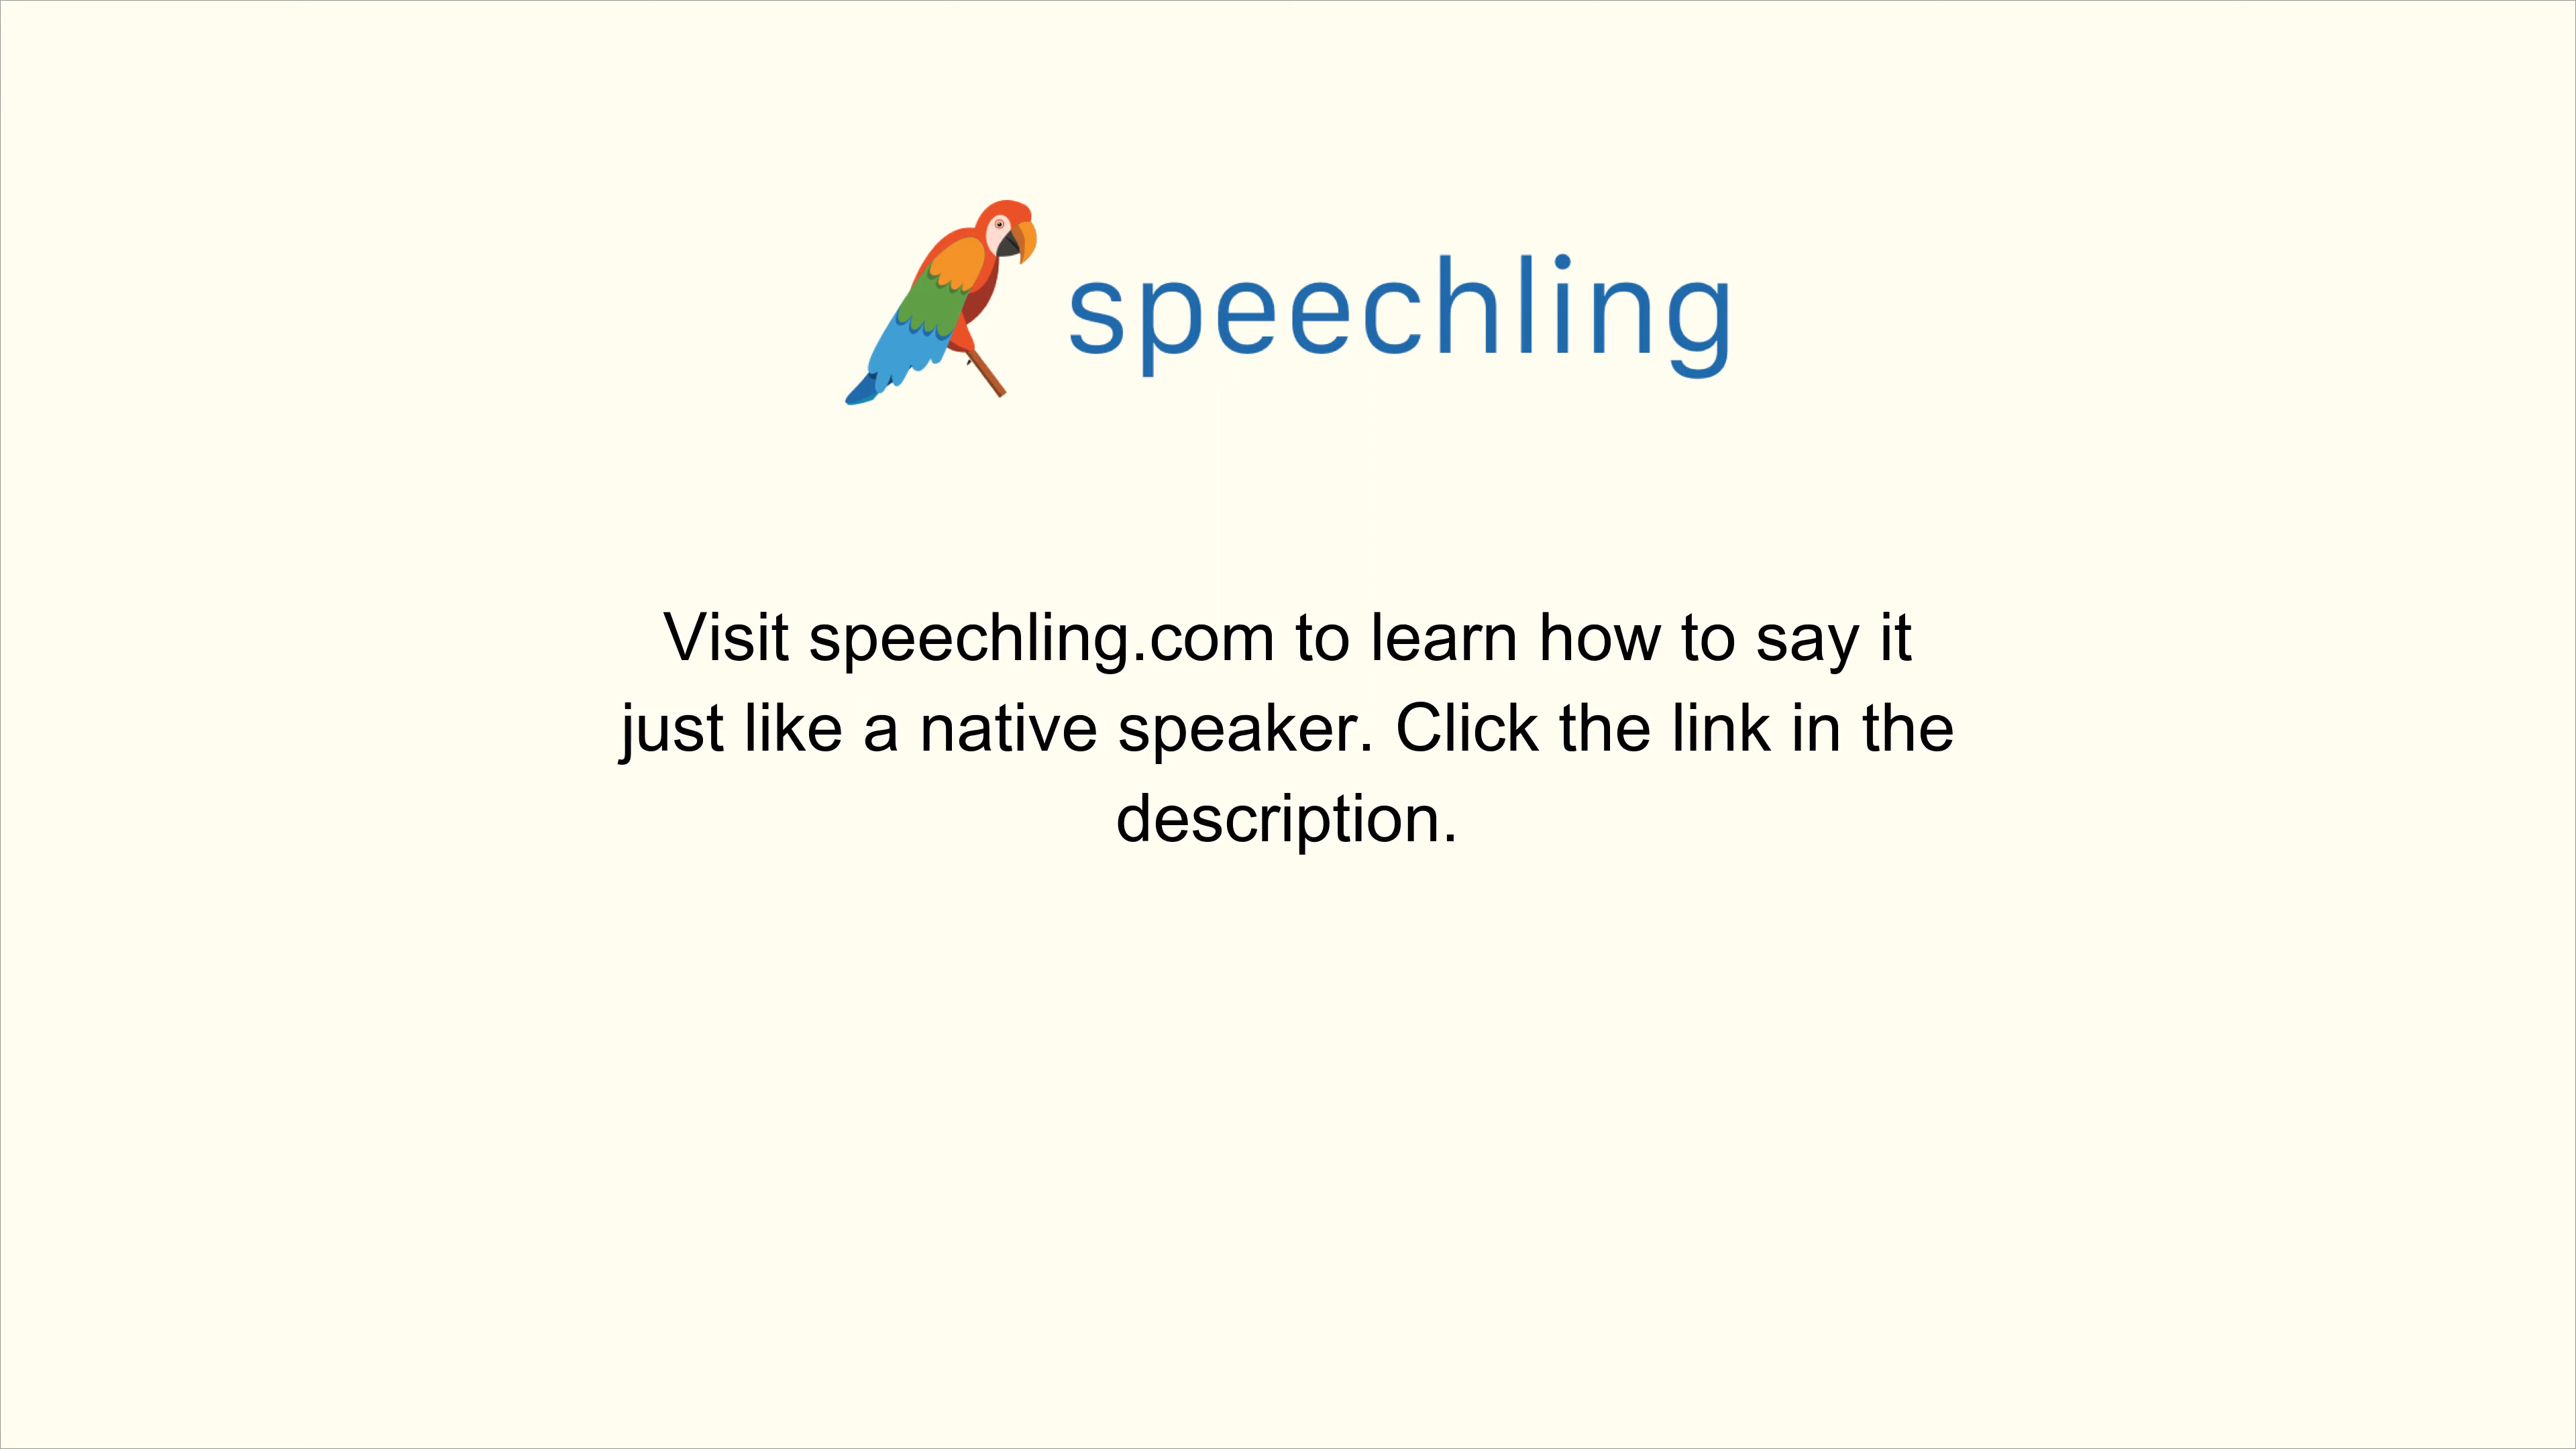 speechling
Visit speechling.com to learn how to say it
just like a native speaker. Click the link in the
description.